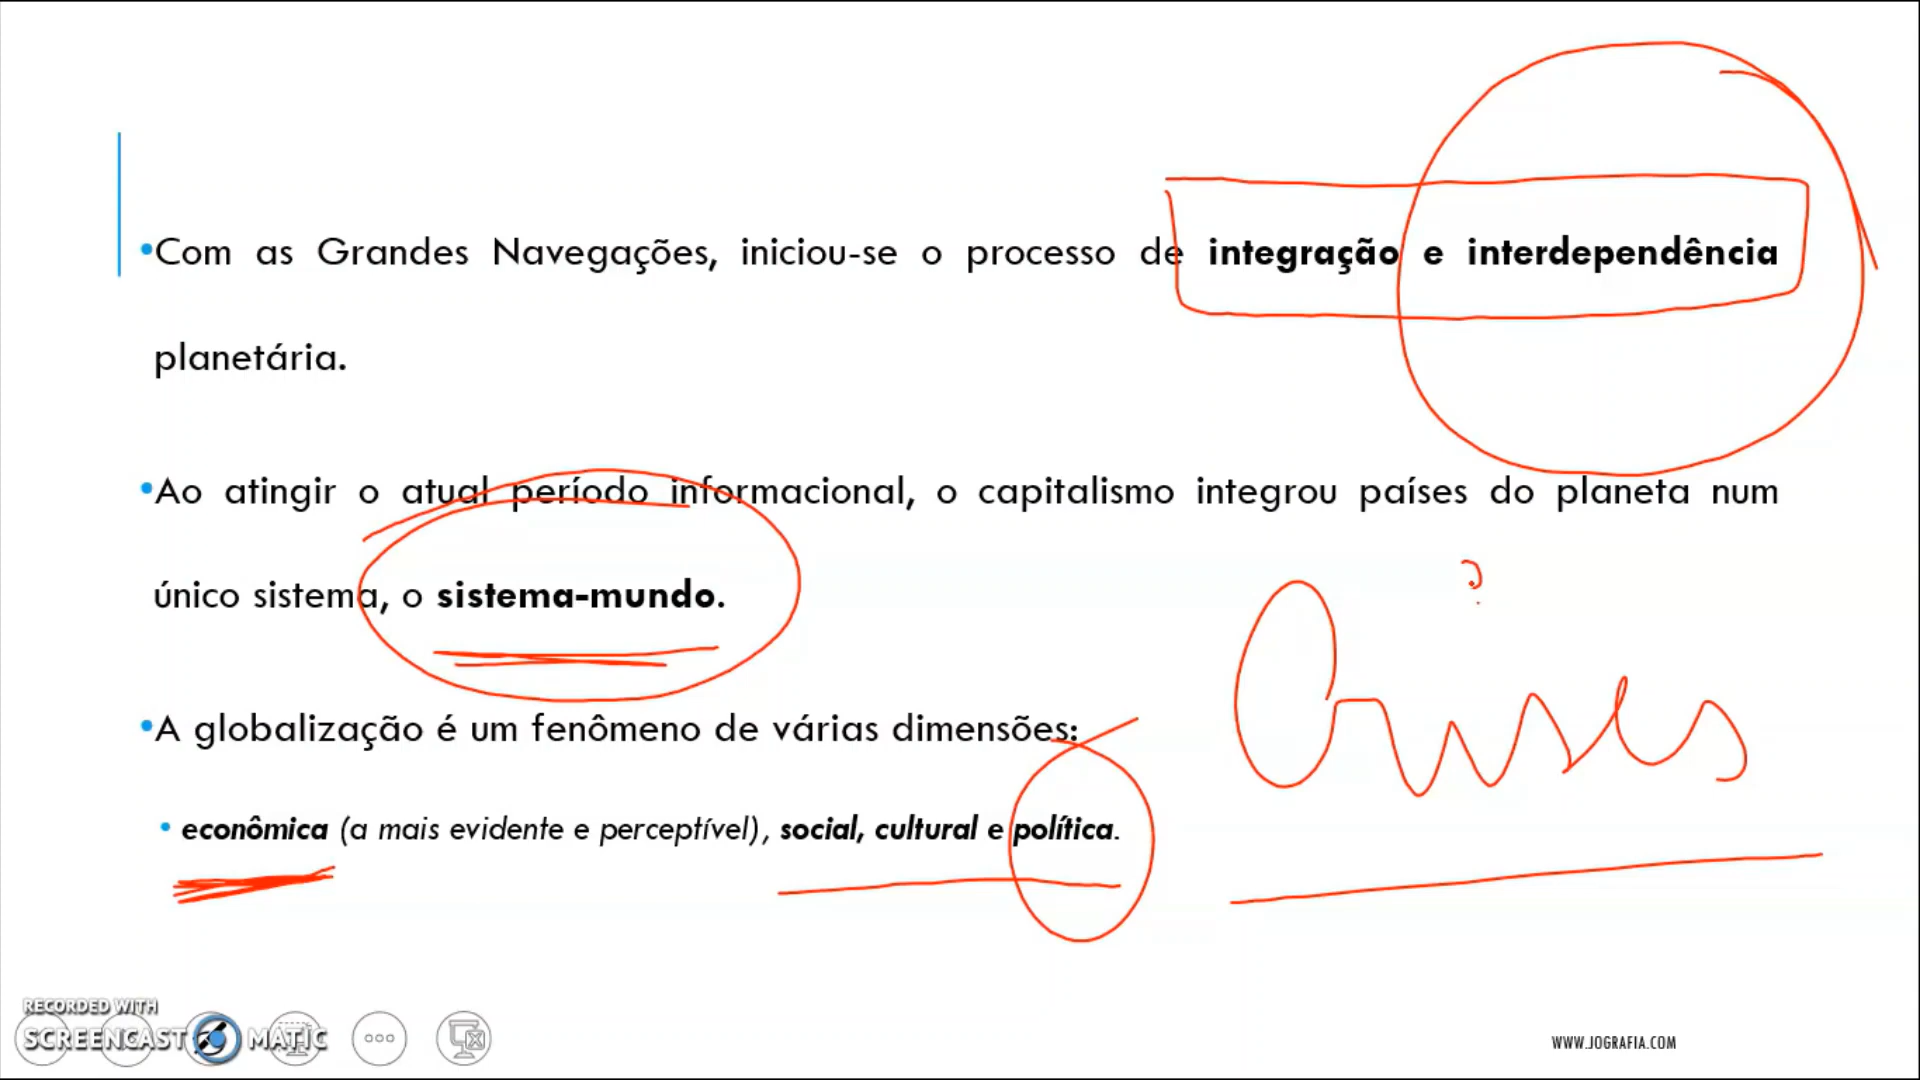 •Com as Grandes Navegações, iniciou-se o processo de integração e interdependência
planetária.
•Ao atingir o atual período informacional, o capitalismo integrou países do planeta num
único sistema, o sistema-mundo.
Crises
•A globalização é um fenômeno de várias dimensões:
• econômica (a mais evidente e perceptível), social, cultural e política.
RECORDED WITH
SCREENCAST MATIC
WWW.JOGRAFIA.COM